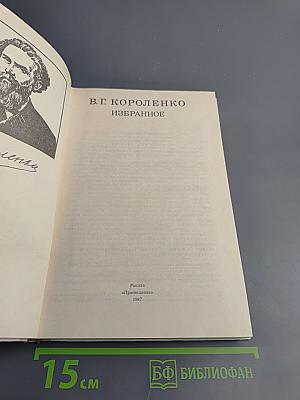 В.Г. КОРОЛЕНКО
ИЗБРАННОЕ
Москва
«Просвещение»
1987
15 см
БФ БИБЛИОФАН